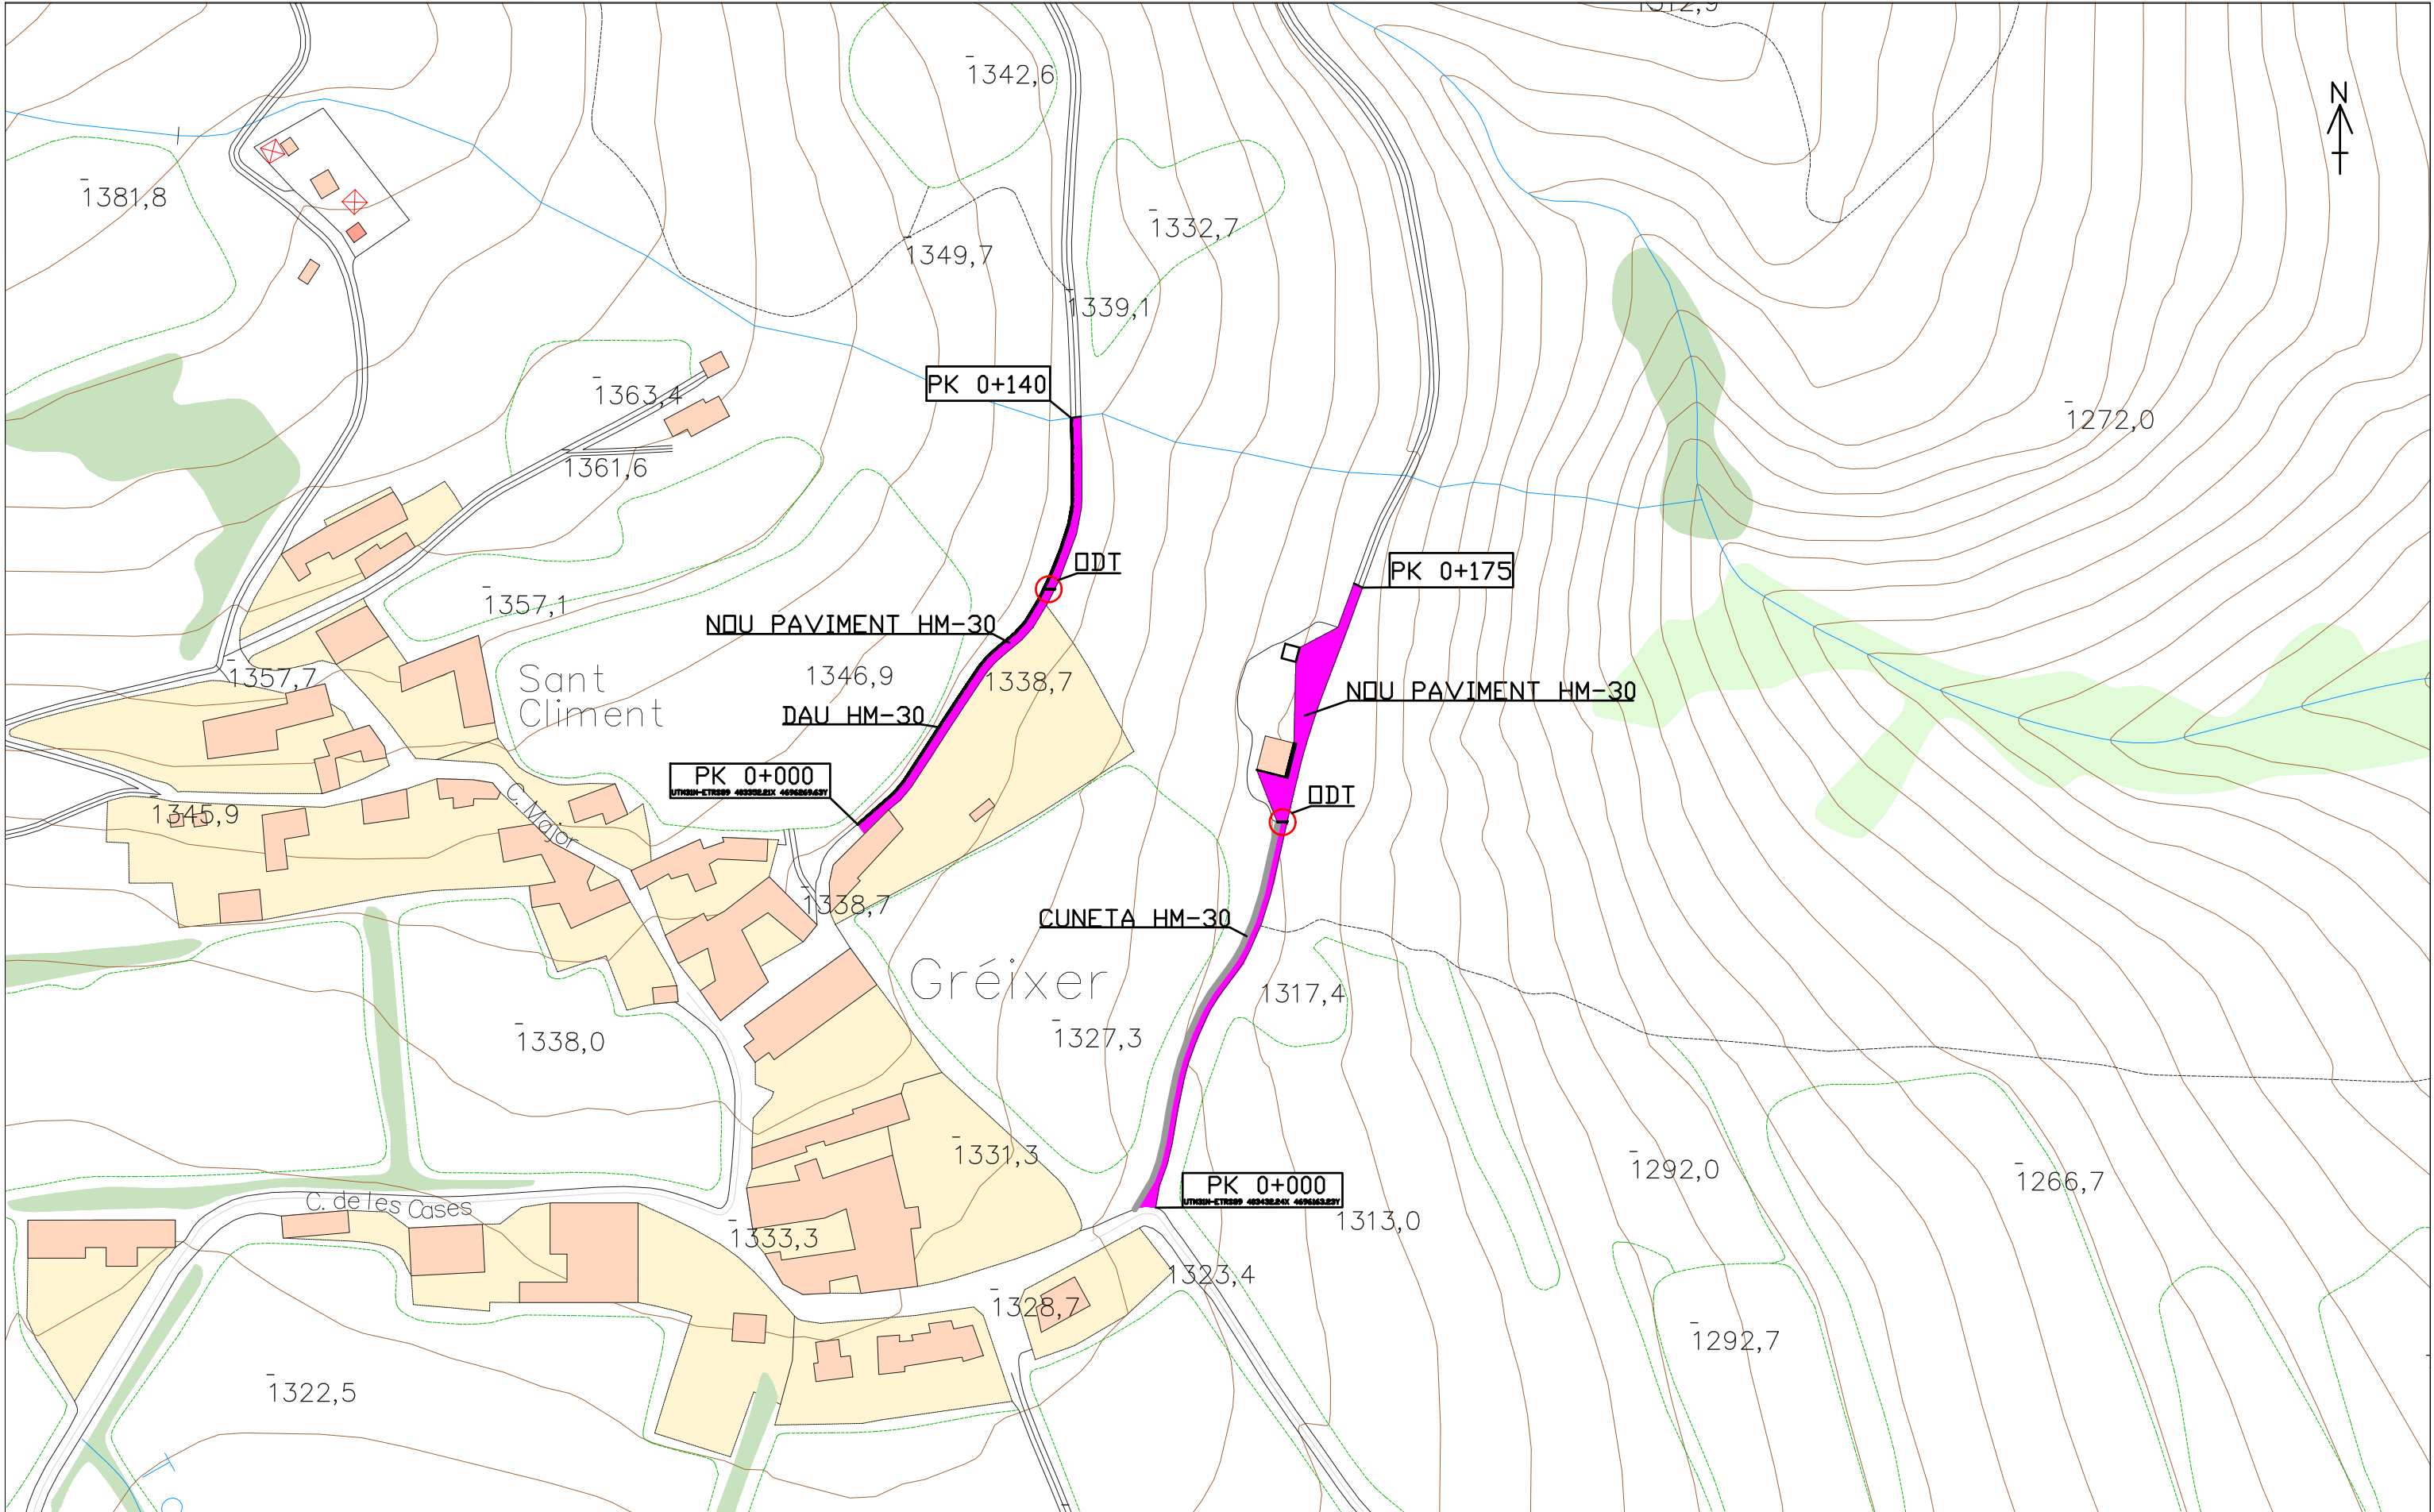 1312,9
N
1342,6
1381,8
1332,7
1349,7
1339,1
PK 0+140
1363,4
1272,0
1361,6
ODT
PK 0+175
1357,1
NOU PAVIMENT HM-30
1346,9
1338,7
1357,7
Sant
Climent
NOU PAVIMENT HM-30
DAU HM-30
PK 0+000
ODT
C. Major
1345,9
1338,7
CUNETA HM-30
Gréixer
1317,4
1338,0
1327,3
1331,3
1292,0
1266,7
PK 0+000
C. de les Cases
1333,3
1313,0
1323,4
1328,7
1292,7
1322,5